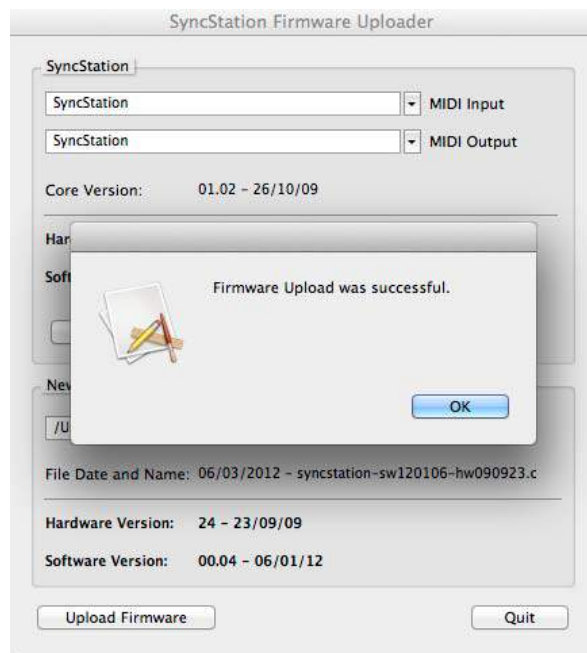 SyncStation Firmware Uploader
SyncStation
SyncStation MIDI Input
SyncStation MIDI Output
Core Version: 01.02 – 26/10/09
Firmware Upload was successful.
OK
File Date and Name: 06/03/2012 – syncstation-sw120106-hw090923.c
Hardware Version: 24 – 23/09/09
Software Version: 00.04 – 06/01/12
Upload Firmware Quit